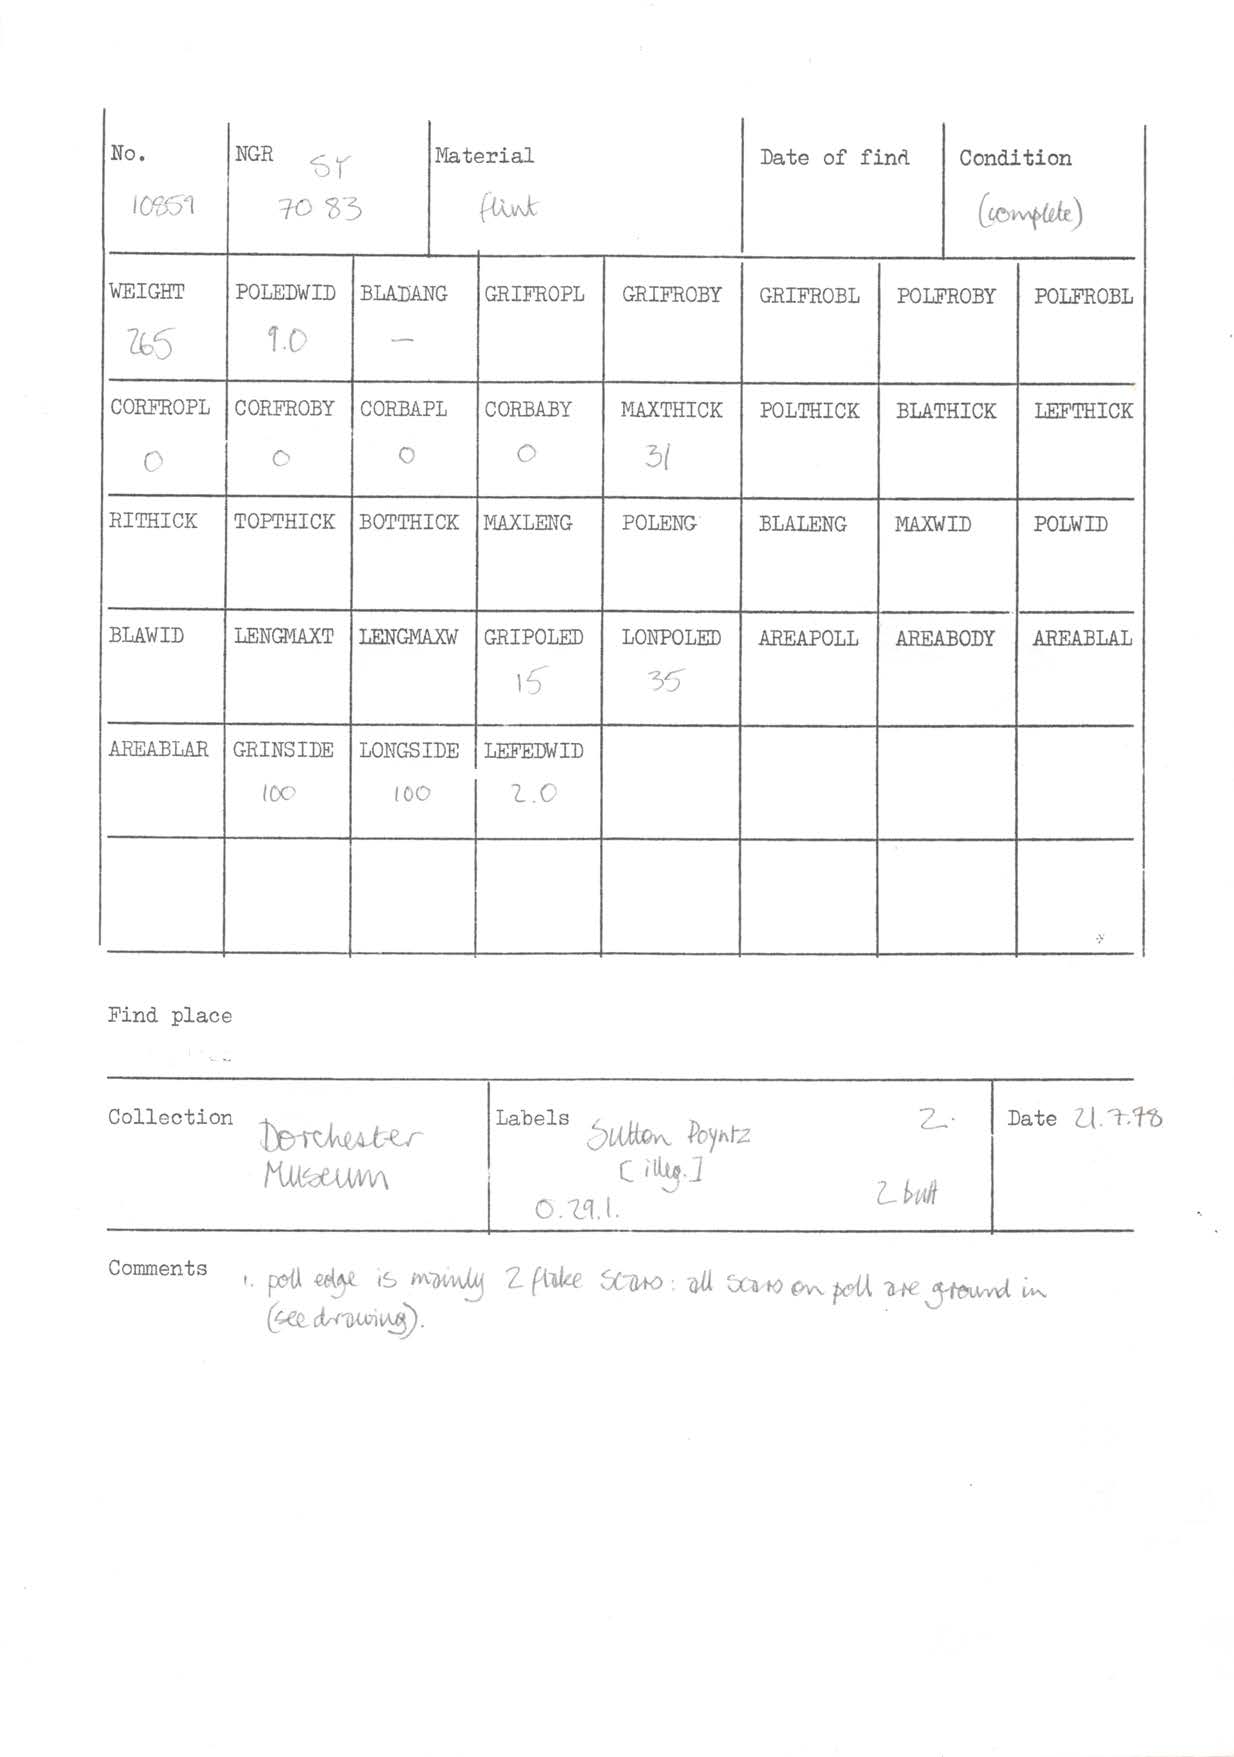 No. NGR SY Material Date of find Condition
10859 70 83 flint (complete)
WEIGHT POLEDWID BLADANG GRIFROPL GRIFROBY GRIFROBL POLFROBY POLFROBL
265 9.0 —
CORFROPL CORFROBY CORBAPL CORBABY MAXTHICK POLTHICK BLATHICK LEFTHICK
0 0 0 0 31
RITHICK TOPTHICK BOTTHICK MAXLENG POLENG BLALENG MAXWID POLWID
BLAWID LENGMAXT LENGMAXW GRIPOLED LONPOLED AREAPOLL AREABODY AREABLAL
15 35
AREABLAR GRINSIDE LONGSIDE LEFEDWID
100 100 2.0
Find place
Collection Dorchester Museum
Labels Sutton Poyntz 2.
[illeg.]
0.29.1. 2 butt
Date 21.7.78
Comments 1. poll edge is mainly 2 flake scars: all scars on poll are ground in
(see drawing).